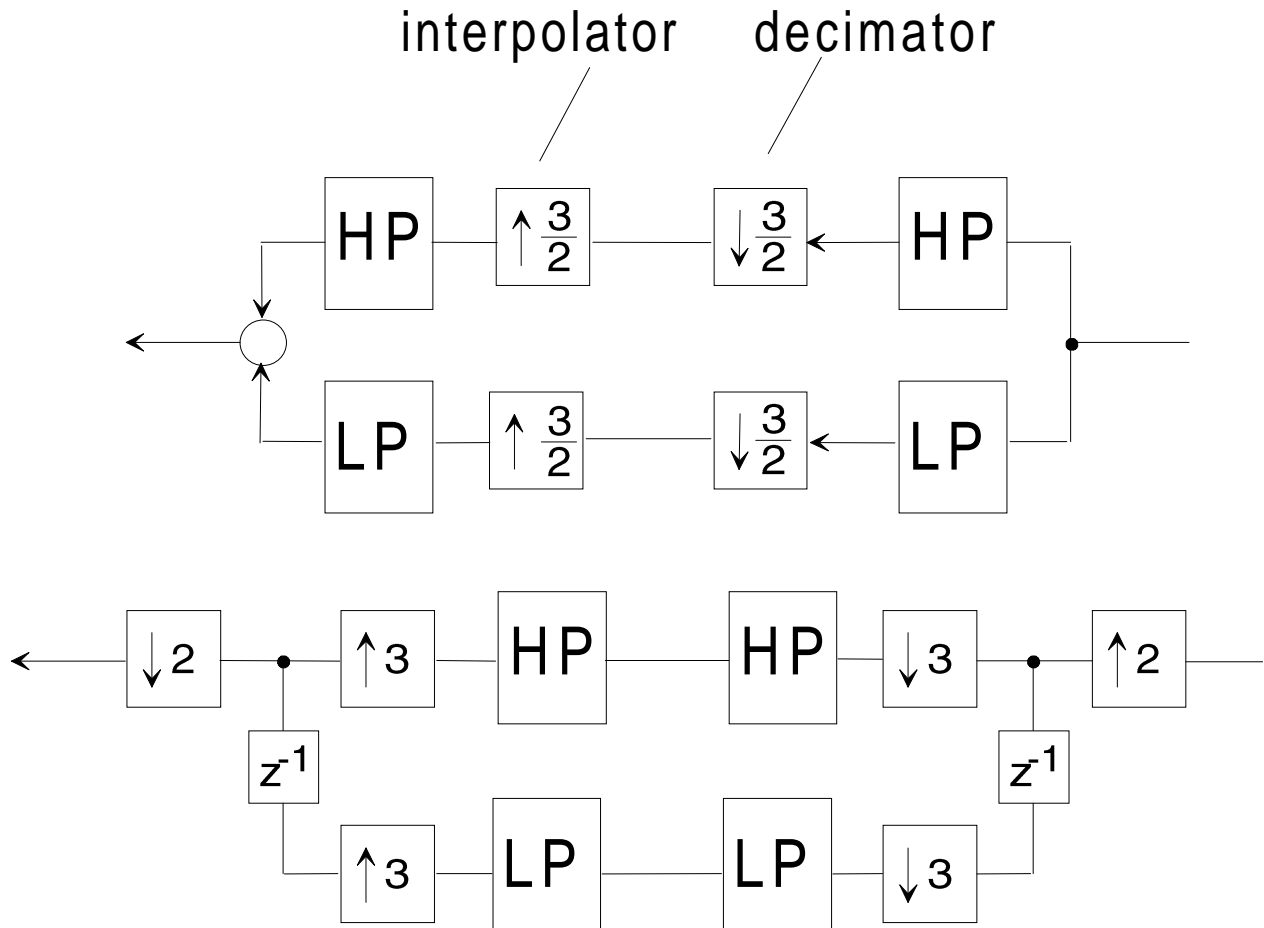 interpolator decimator
HP ↑ 3/2 ↓ 3/2 HP
LP ↑ 3/2 ↓ 3/2 LP
↓ 2 ↑ 3 HP HP ↓ 3 ↑ 2
z⁻¹ z⁻¹
↑ 3 LP LP ↓ 3